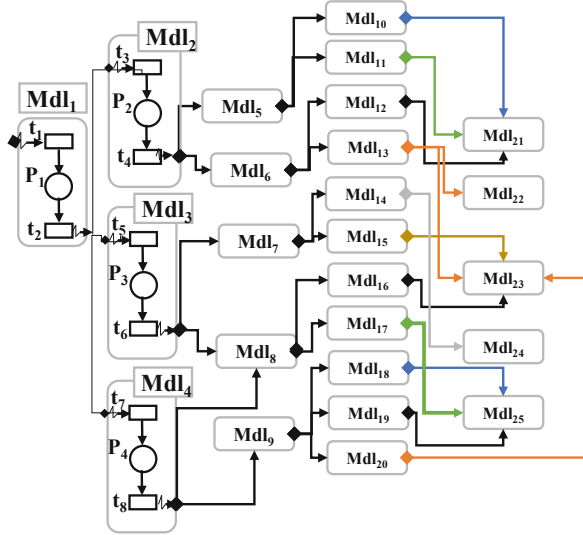 Mdl₁
t₁
P₁
t₂
Mdl₂
t₃
P₂
t₄
Mdl₃
t₅
P₃
t₆
Mdl₄
t₇
P₄
t₈
Mdl₅
Mdl₆
Mdl₇
Mdl₈
Mdl₉
Mdl₁₀
Mdl₁₁
Mdl₁₂
Mdl₁₃
Mdl₁₄
Mdl₁₅
Mdl₁₆
Mdl₁₇
Mdl₁₈
Mdl₁₉
Mdl₂₀
Mdl₂₁
Mdl₂₂
Mdl₂₃
Mdl₂₄
Mdl₂₅